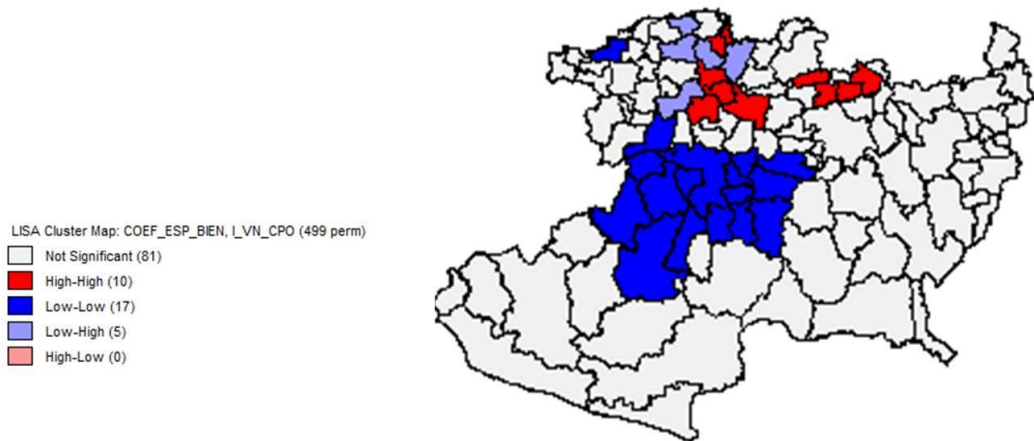 LISA Cluster Map: COEF_ESP_BIEN, I_VN_CPO (499 perm)
Not Significant (81)
High-High (10)
Low-Low (17)
Low-High (5)
High-Low (0)